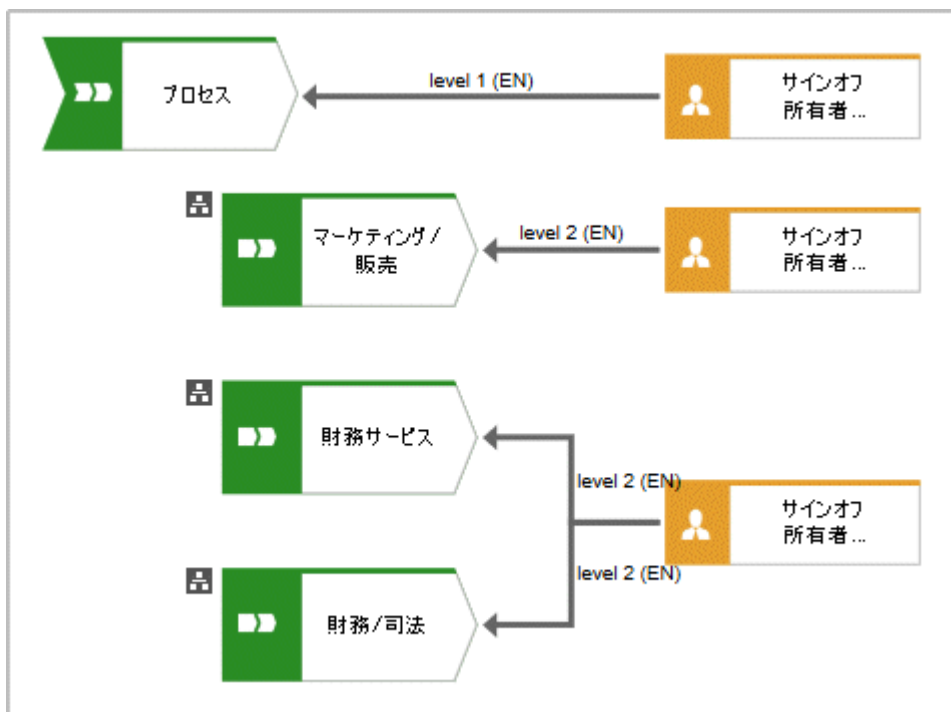 プロセス
level 1 (EN)
サインオフ
所有者...
マーケティング/
販売
level 2 (EN)
サインオフ
所有者...
財務サービス
level 2 (EN)
サインオフ
所有者...
level 2 (EN)
財務/司法